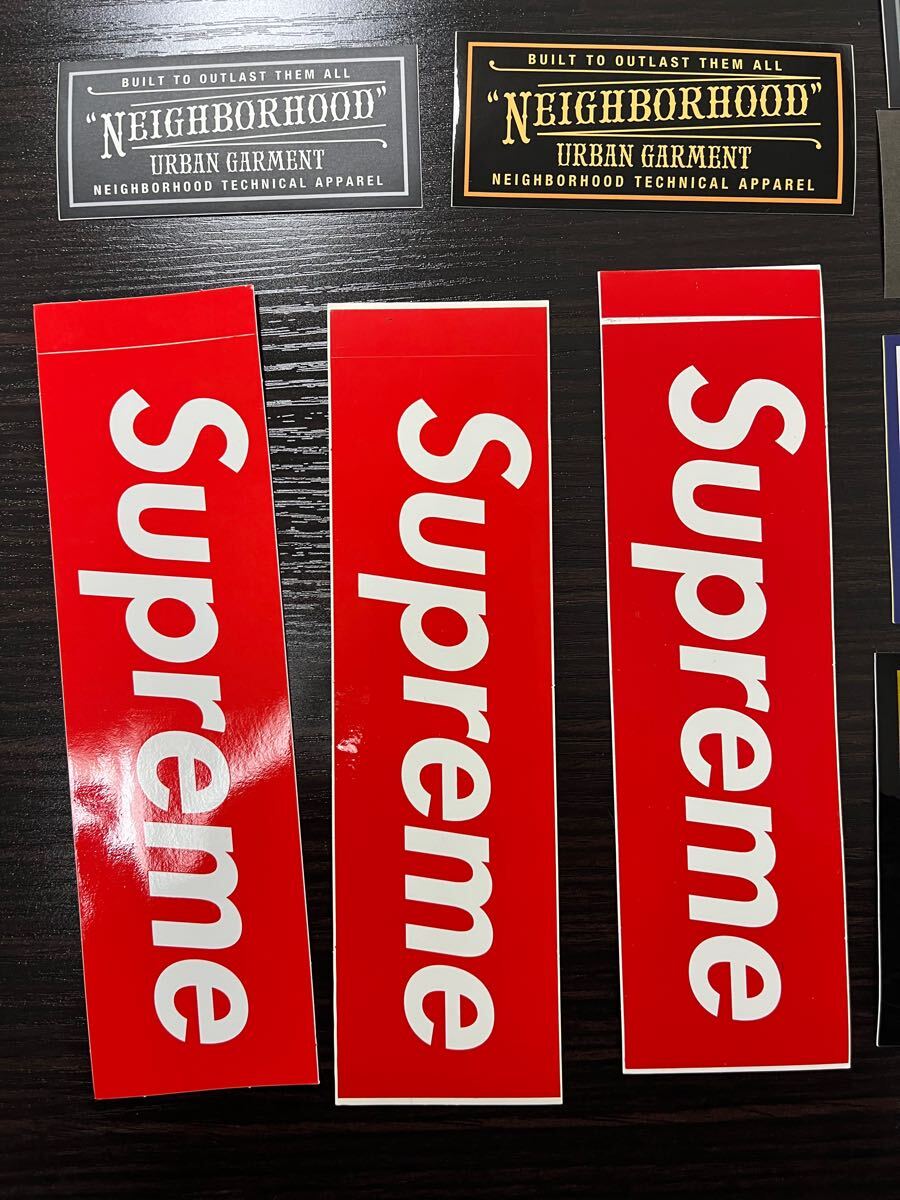 BUILT TO OUTLAST THEM ALL
"NEIGHBORHOOD"
URBAN GARMENT
NEIGHBORHOOD TECHNICAL APPAREL
BUILT TO OUTLAST THEM ALL
"NEIGHBORHOOD"
URBAN GARMENT
NEIGHBORHOOD TECHNICAL APPAREL
Supreme
Supreme
Supreme